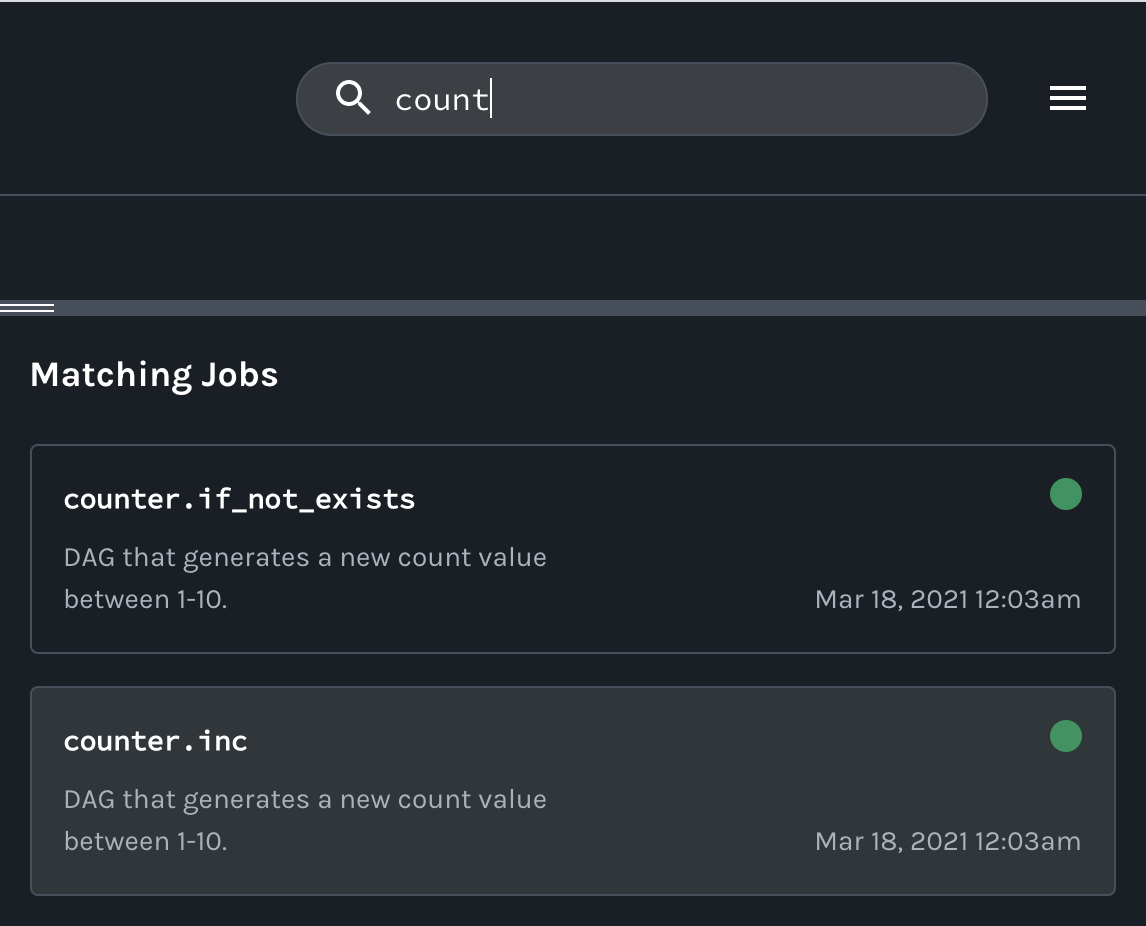 count
Matching Jobs
counter.if_not_exists
DAG that generates a new count value
between 1-10.
Mar 18, 2021 12:03am
counter.inc
DAG that generates a new count value
between 1-10.
Mar 18, 2021 12:03am